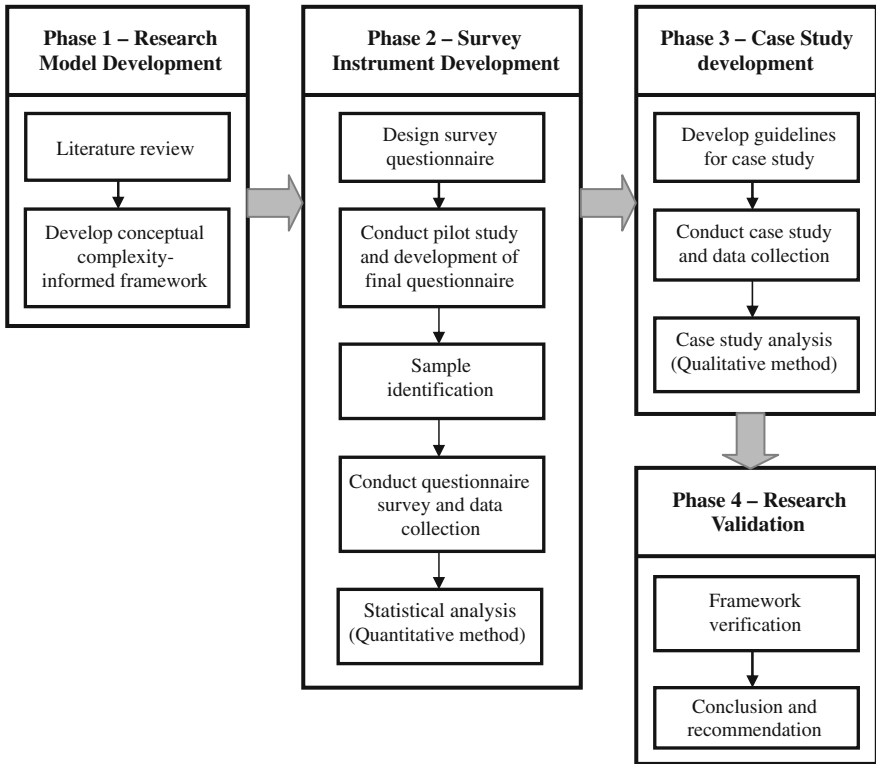 Phase 1 – Research
Model Development
Literature review
Develop conceptual
complexity-
informed framework
Phase 2 – Survey
Instrument Development
Design survey
questionnaire
Conduct pilot study
and development of
final questionnaire
Sample
identification
Conduct questionnaire
survey and data
collection
Statistical analysis
(Quantitative method)
Phase 3 – Case Study
development
Develop guidelines
for case study
Conduct case study
and data collection
Case study analysis
(Qualitative method)
Phase 4 – Research
Validation
Framework
verification
Conclusion and
recommendation